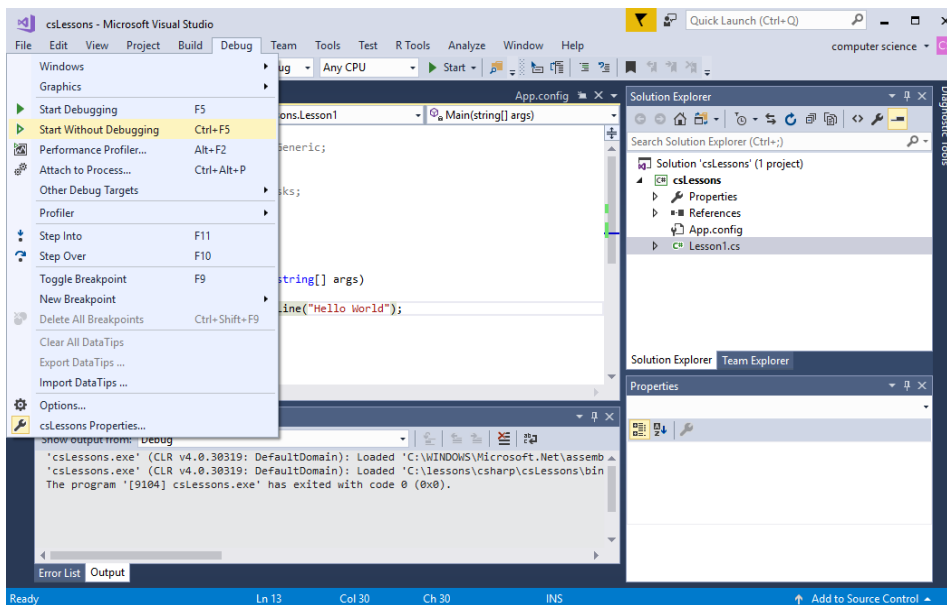 csLessons - Microsoft Visual Studio
Quick Launch (Ctrl+Q)
File Edit View Project Build Debug Team Tools Test R Tools Analyze Window Help
computer science
Windows
ug Any CPU Start
Graphics
App.config
Solution Explorer
Start Debugging F5
ons.Lesson1 Main(string[] args)
Start Without Debugging Ctrl+F5
Search Solution Explorer (Ctrl+;)
Performance Profiler... Alt+F2
Generic;
Attach to Process... Ctrl+Alt+P
Solution 'csLessons' (1 project)
C# csLessons
Other Debug Targets
sks;
Properties
Profiler
References
Step Into F11
App.config
Step Over F10
C# Lesson1.cs
Toggle Breakpoint F9
string[] args)
New Breakpoint
Line("Hello World");
Delete All Breakpoints Ctrl+Shift+F9
Clear All DataTips
Export DataTips ...
Solution Explorer Team Explorer
Import DataTips ...
Properties
Options...
csLessons Properties...
Show output from: Debug
'csLessons.exe' (CLR v4.0.30319: DefaultDomain): Loaded 'C:\WINDOWS\Microsoft.Net\assemb
'csLessons.exe' (CLR v4.0.30319: DefaultDomain): Loaded 'C:\lessons\csharp\csLessons\bin
The program '[9104] csLessons.exe' has exited with code 0 (0x0).
Error List Output
Ready Ln 13 Col 30 Ch 30 INS Add to Source Control
Diagnostic Tools